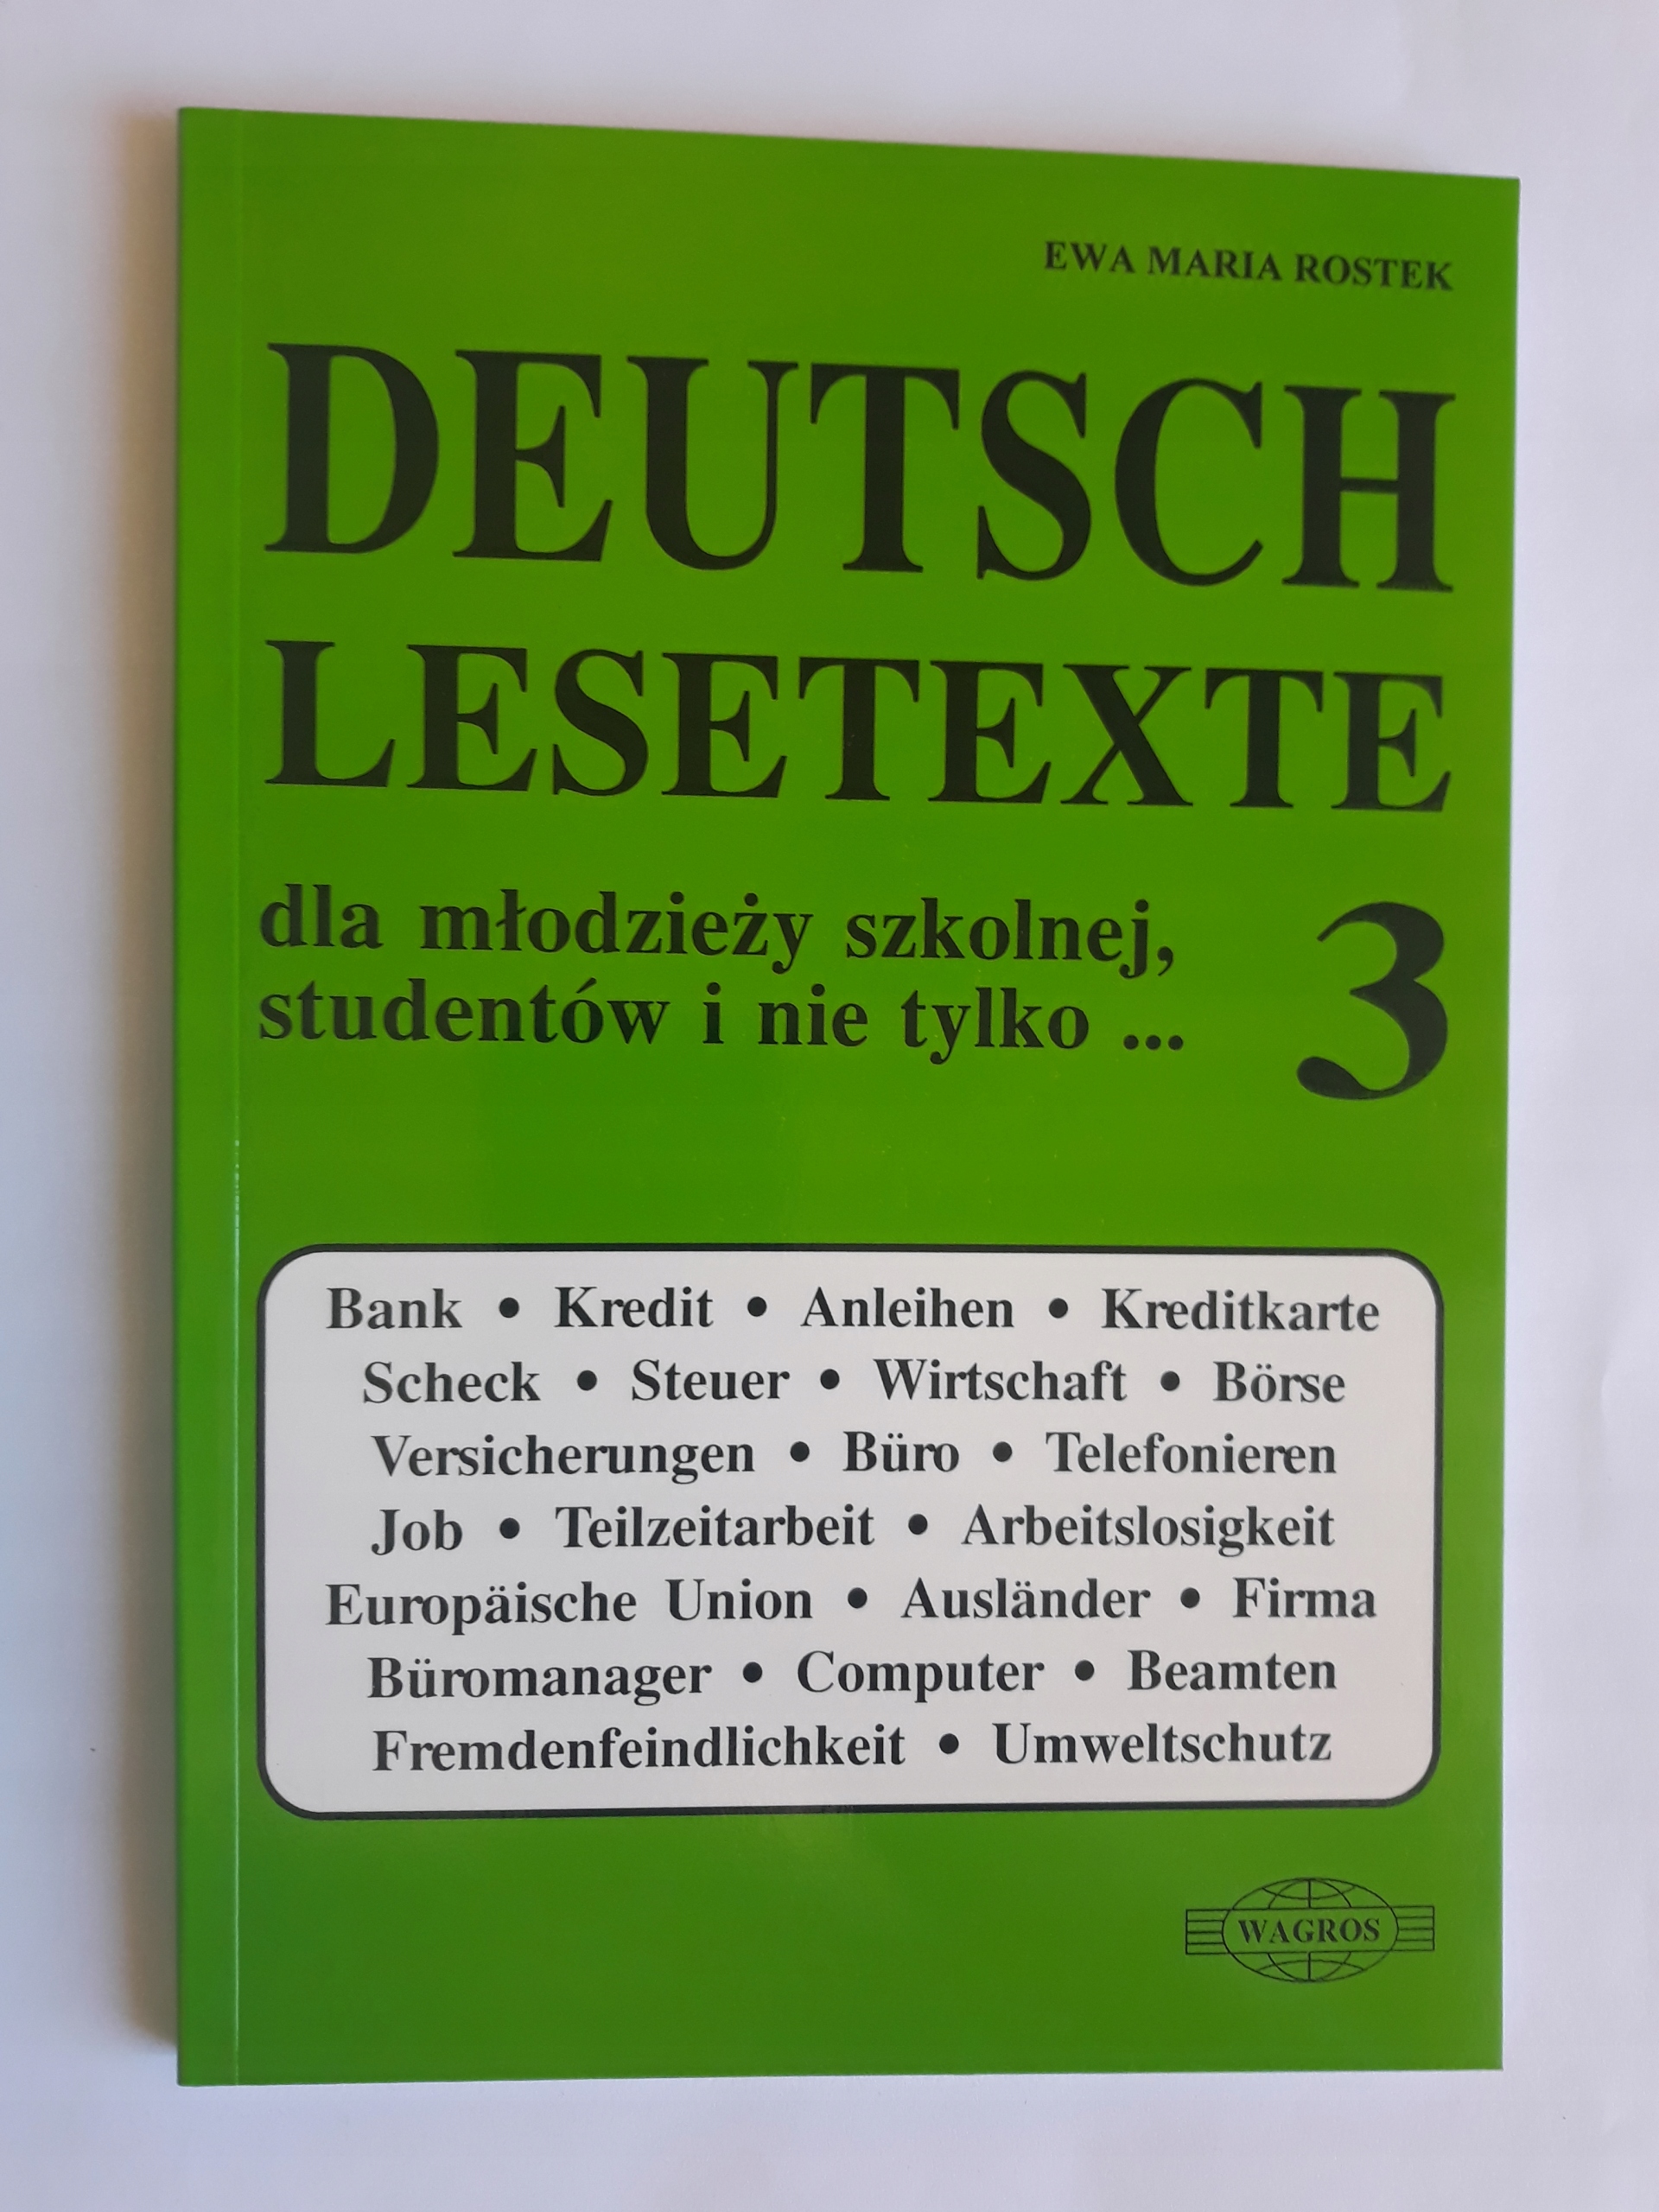 EWA MARIA ROSTEK
DEUTSCH
LESETEXTE
dla młodzieży szkolnej,
studentów i nie tylko ...
3
Bank • Kredit • Anleihen • Kreditkarte
Scheck • Steuer • Wirtschaft • Börse
Versicherungen • Büro • Telefonieren
Job • Teilzeitarbeit • Arbeitslosigkeit
Europäische Union • Ausländer • Firma
Büromanager • Computer • Beamten
Fremdenfeindlichkeit • Umweltschutz
WAGROS